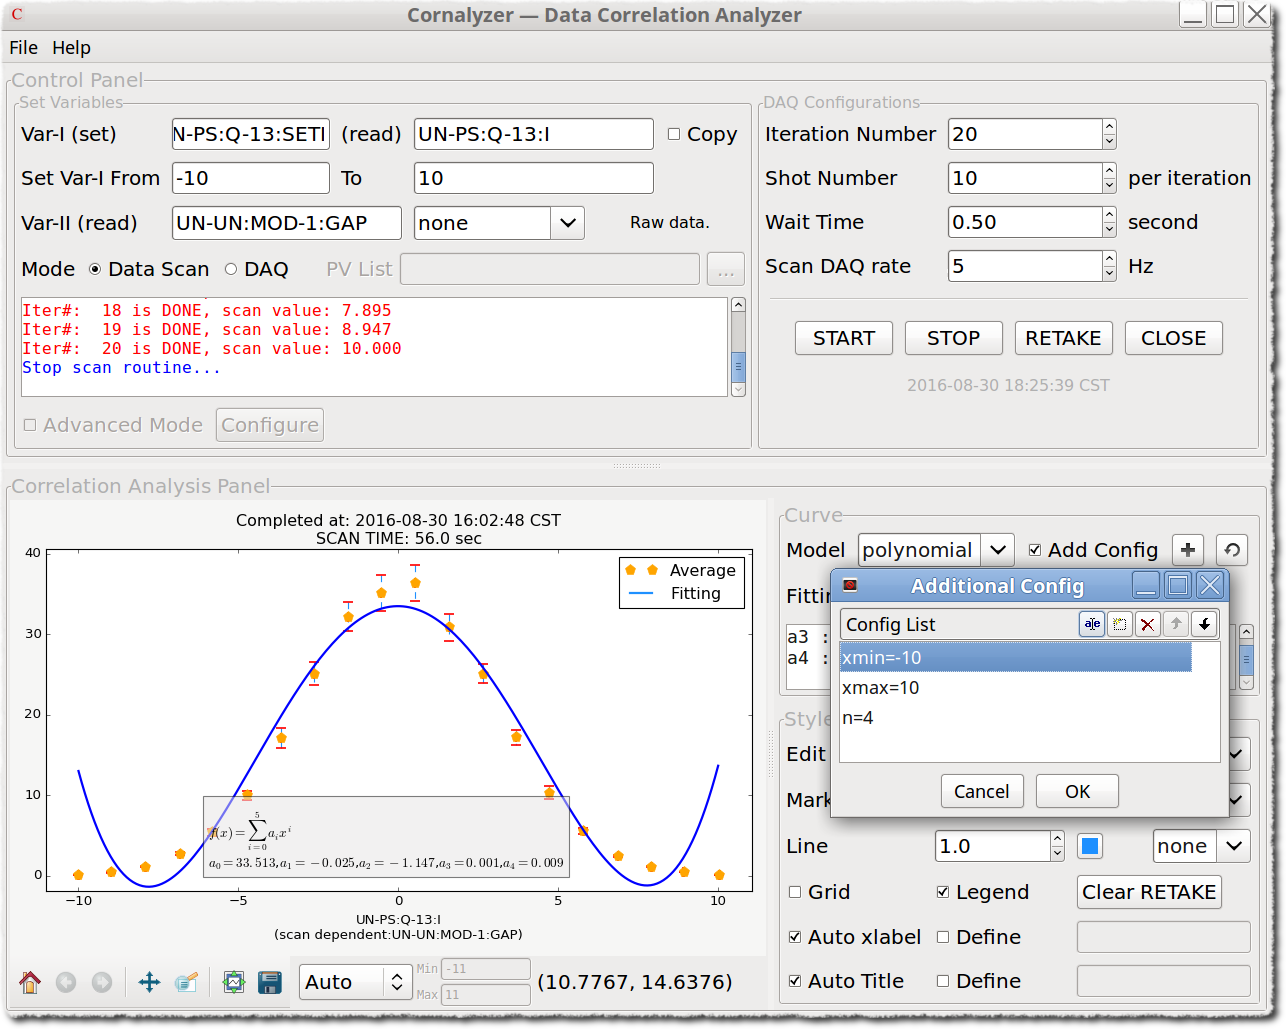 C Cornalyzer — Data Correlation Analyzer
File Help
Control Panel
Set Variables
Var-I (set) N-PS:Q-13:SETI (read) UN-PS:Q-13:I Copy
Set Var-I From -10 To 10
Var-II (read) UN-UN:MOD-1:GAP none Raw data.
Mode Data Scan DAQ PV List ...
Iter#: 18 is DONE, scan value: 7.895
Iter#: 19 is DONE, scan value: 8.947
Iter#: 20 is DONE, scan value: 10.000
Stop scan routine...
Advanced Mode Configure
DAQ Configurations
Iteration Number 20
Shot Number 10 per iteration
Wait Time 0.50 second
Scan DAQ rate 5 Hz
START STOP RETAKE CLOSE
2016-08-30 18:25:39 CST
Correlation Analysis Panel
Completed at: 2016-08-30 16:02:48 CST
SCAN TIME: 56.0 sec
40
30
20
10
0
Average
Fitting
f(x) = ∑ 5 i=0 aᵢxⁱ
a₀ = 33.513, a₁ = −0.025, a₂ = −1.147, a₃ = 0.001, a₄ = 0.009
−10 −5 0 5 10
UN-PS:Q-13:I
(scan dependent:UN-UN:MOD-1:GAP)
Auto Min -11 Max 11 (10.7767, 14.6376)
Curve
Model polynomial Add Config
Fittin
a3 :
a4 :
Additional Config
Config List ab
xmin=-10
xmax=10
n=4
Cancel OK
Style
Edit
Mark
Line 1.0 none
Grid Legend Clear RETAKE
Auto xlabel Define
Auto Title Define